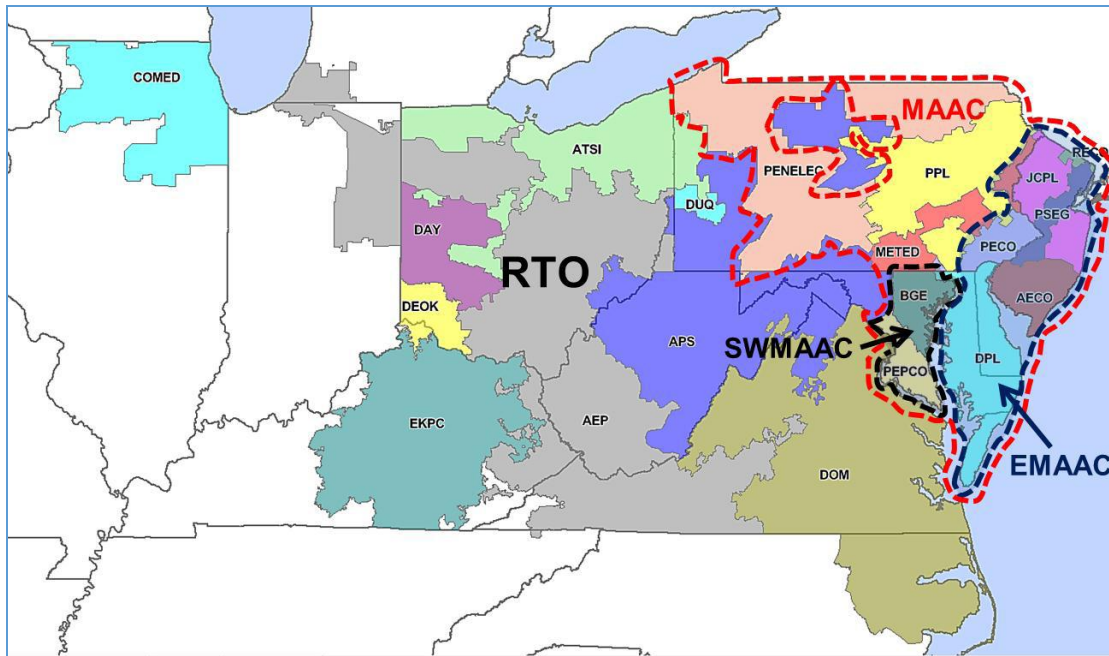 COMED
MAAC
RECO
ATSI
PENELEC
PPL
JCPL
DUQ
PSEG
DAY
METED
PECO
RTO
DEOK
BGE
AECO
SWMAAC
APS
DPL
PEPCO
EKPC
AEP
DOM
EMAAC